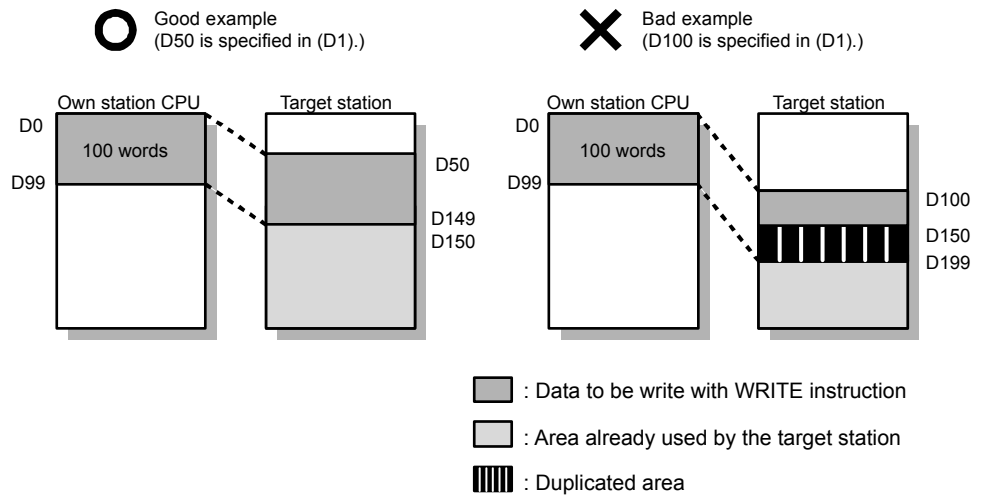 Good example
(D50 is specified in (D1).)
Bad example
(D100 is specified in (D1).)
Own station CPU
Target station
D0
100 words
D99
D50
D149
D150
Own station CPU
Target station
D0
100 words
D99
D100
D150
D199
: Data to be write with WRITE instruction
: Area already used by the target station
: Duplicated area